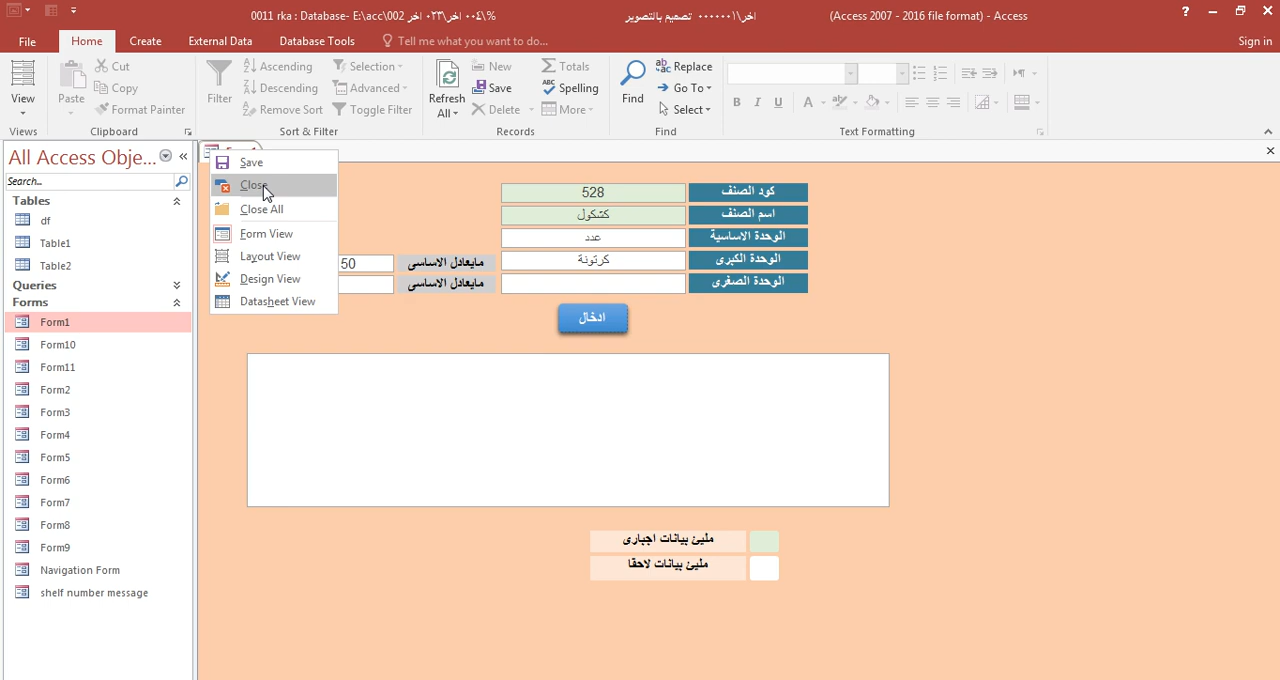 0011 rka : Database- E:\acc\002 اخر ٠٢٣\اخر ٠٠٤\%
اخر\٠٠٠٠٠٠١ تصميم بالتصوير
(Access 2007 - 2016 file format) - Access
File
Home
Create
External Data
Database Tools
Tell me what you want to do...
Sign in
View
Views
Paste
Cut
Copy
Format Painter
Clipboard
Filter
Ascending
Descending
Remove Sort
Selection
Advanced
Toggle Filter
Sort & Filter
Refresh
All
New
Save
Delete
Totals
Spelling
More
Records
Find
Replace
Go To
Select
Find
B I U
Text Formatting
All Access Obje...
Search...
Tables
df
Table1
Table2
Queries
Forms
Form1
Form10
Form11
Form2
Form3
Form4
Form5
Form6
Form7
Form8
Form9
Navigation Form
shelf number message
Save
Close
Close All
Form View
Layout View
Design View
Datasheet View
كود الصنف 528
اسم الصنف كشكول
الوحدة الاساسية عدد
الوحدة الكبرى كرتونة مايعادل الاساسى 50
الوحدة الصغرى مايعادل الاساسى
ادخال
مليئ بيانات اجبارى
مليئ بيانات لاحقا